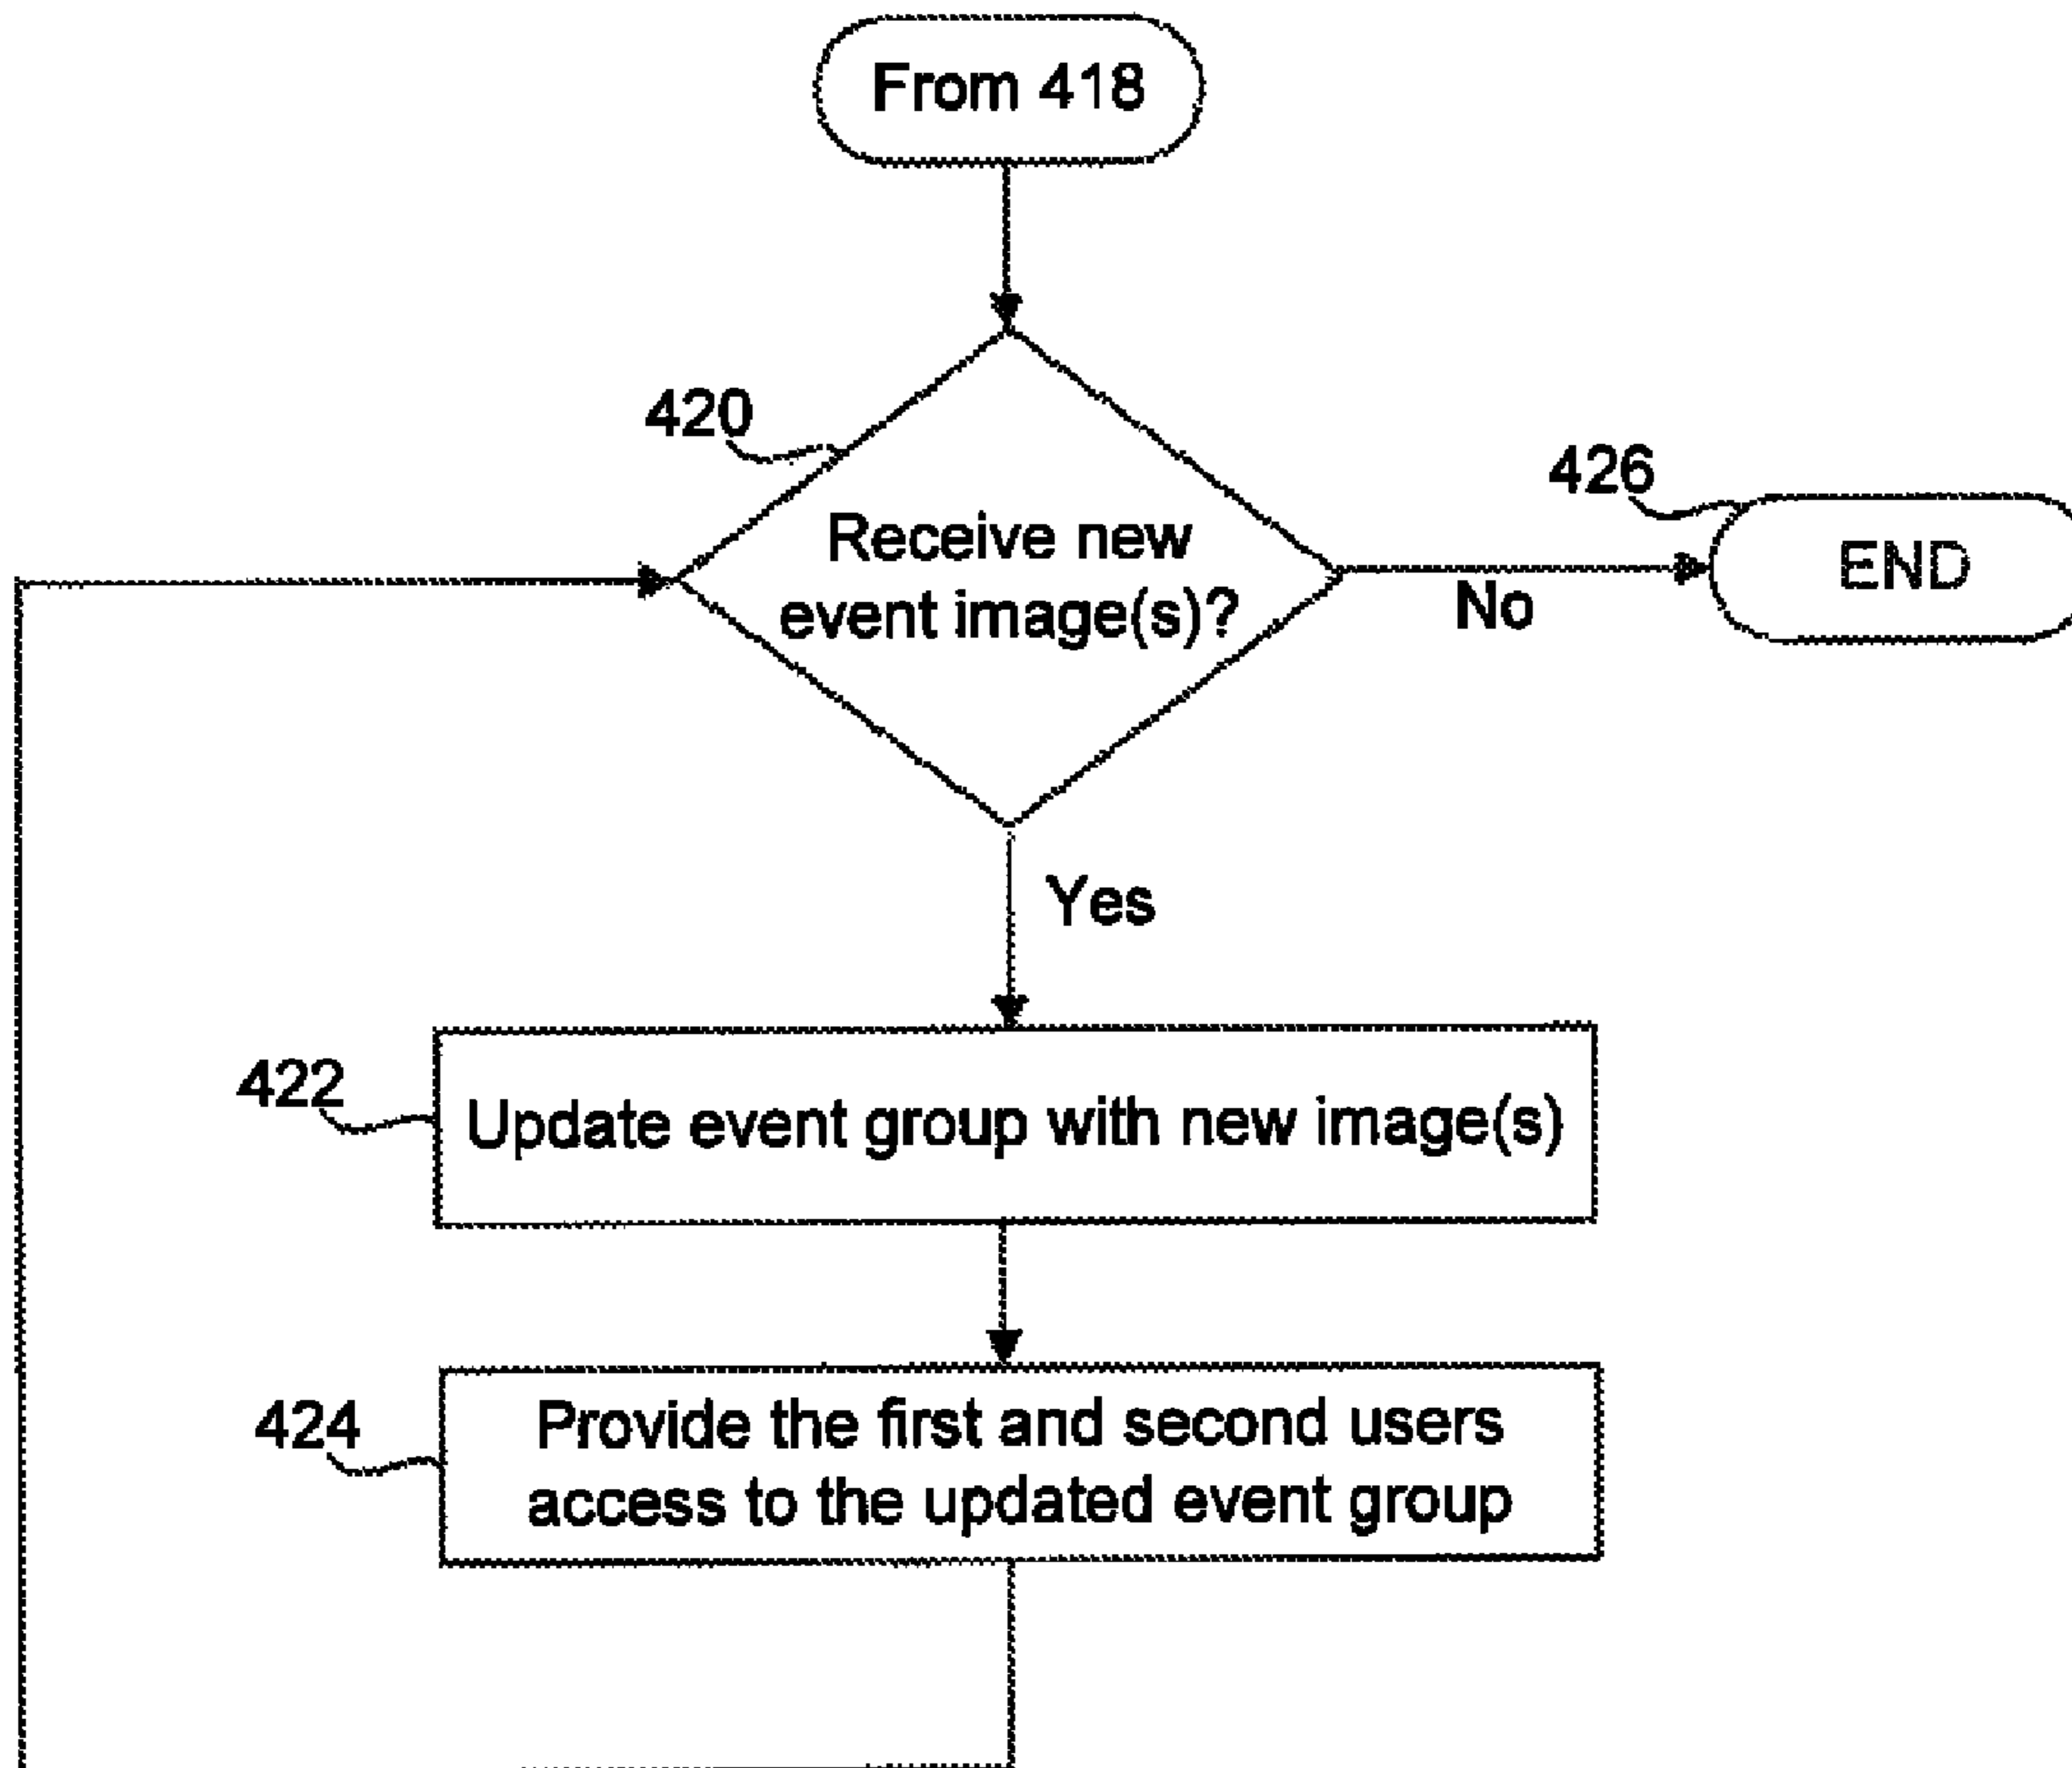 From 418
420
Receive new
event image(s)?
426
END
No
Yes
422
Update event group with new image(s)
424
Provide the first and second users
access to the updated event group